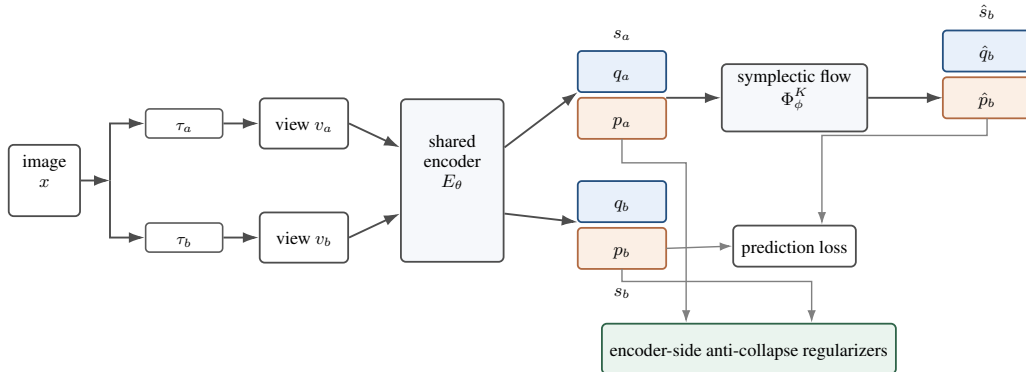 image
x
τ_a
view v_a
τ_b
view v_b
shared
encoder
E_θ
s_a
q_a
p_a
q_b
p_b
s_b
symplectic flow
Φ_ϕ^K
ŝ_b
q̂_b
p̂_b
prediction loss
encoder-side anti-collapse regularizers